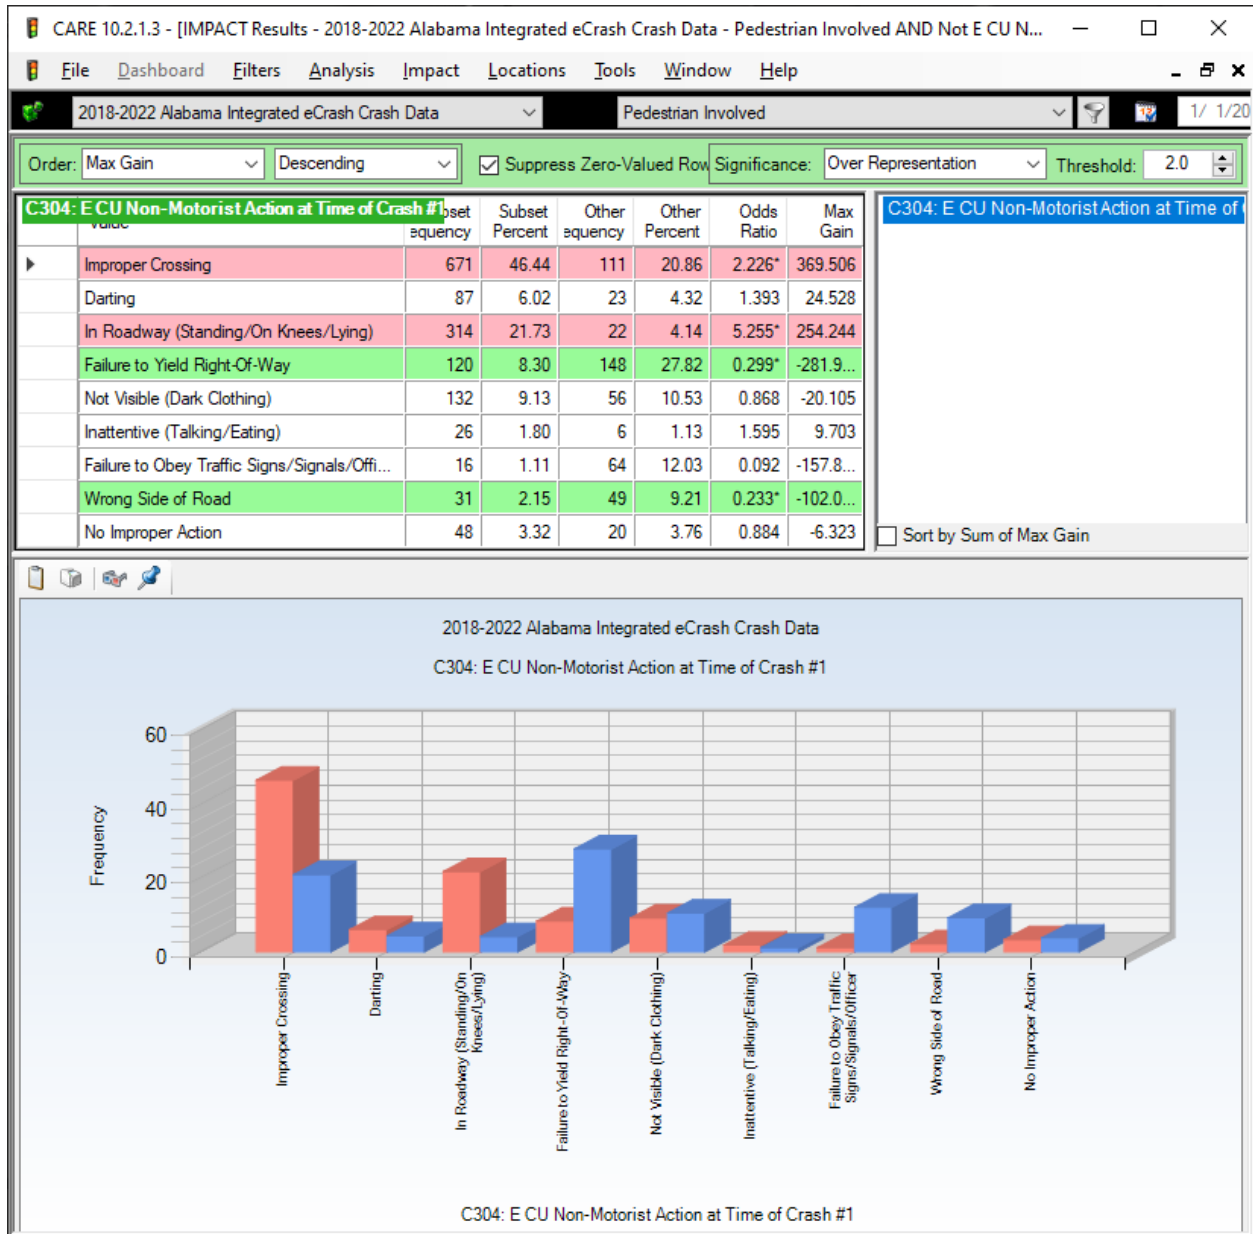 CARE 10.2.1.3 - [IMPACT Results - 2018-2022 Alabama Integrated eCrash Crash Data - Pedestrian Involved AND Not E CU N...
File Dashboard Filters Analysis Impact Locations Tools Window Help
2018-2022 Alabama Integrated eCrash Crash Data Pedestrian Involved 1/ 1/20
Order: Max Gain Descending Suppress Zero-Valued Row Significance: Over Representation Threshold: 2.0
C304: E CU Non-Motorist Action at Time of Crash #1
Subset Percent Other Percent Odds Ratio Max Gain
Improper Crossing 671 46.44 111 20.86 2.226* 369.506
Darting 87 6.02 23 4.32 1.393 24.528
In Roadway (Standing/On Knees/Lying) 314 21.73 22 4.14 5.255* 254.244
Failure to Yield Right-Of-Way 120 8.30 148 27.82 0.299* -281.9...
Not Visible (Dark Clothing) 132 9.13 56 10.53 0.868 -20.105
Inattentive (Talking/Eating) 26 1.80 6 1.13 1.595 9.703
Failure to Obey Traffic Signs/Signals/Offi... 16 1.11 64 12.03 0.092 -157.8...
Wrong Side of Road 31 2.15 49 9.21 0.233* -102.0...
No Improper Action 48 3.32 20 3.76 0.884 -6.323
C304: E CU Non-Motorist Action at Time of
Sort by Sum of Max Gain
2018-2022 Alabama Integrated eCrash Crash Data
C304: E CU Non-Motorist Action at Time of Crash #1
Frequency
60
40
20
0
Improper Crossing
Darting
In Roadway (Standing/On
Knees/Lying)
Failure to Yield Right-Of-Way
Not Visible (Dark Clothing)
Inattentive (Talking/Eating)
Failure to Obey Traffic
Signs/Signals/Officer
Wrong Side of Road
No Improper Action
C304: E CU Non-Motorist Action at Time of Crash #1